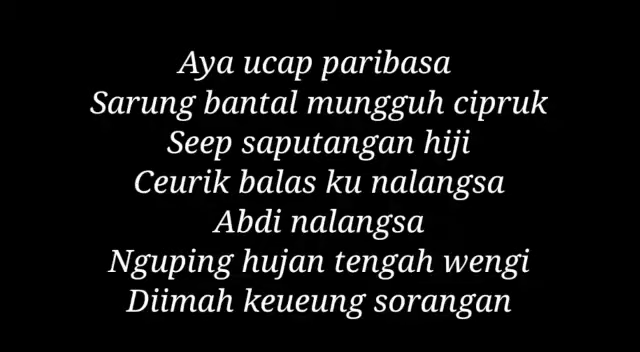 Aya ucap paribasa
Sarung bantal mungguh cipruk
Seep saputangan hiji
Ceurik balas ku nalangsa
Abdi nalangsa
Nguping hujan tengah wengi
Diimah keueung sorangan